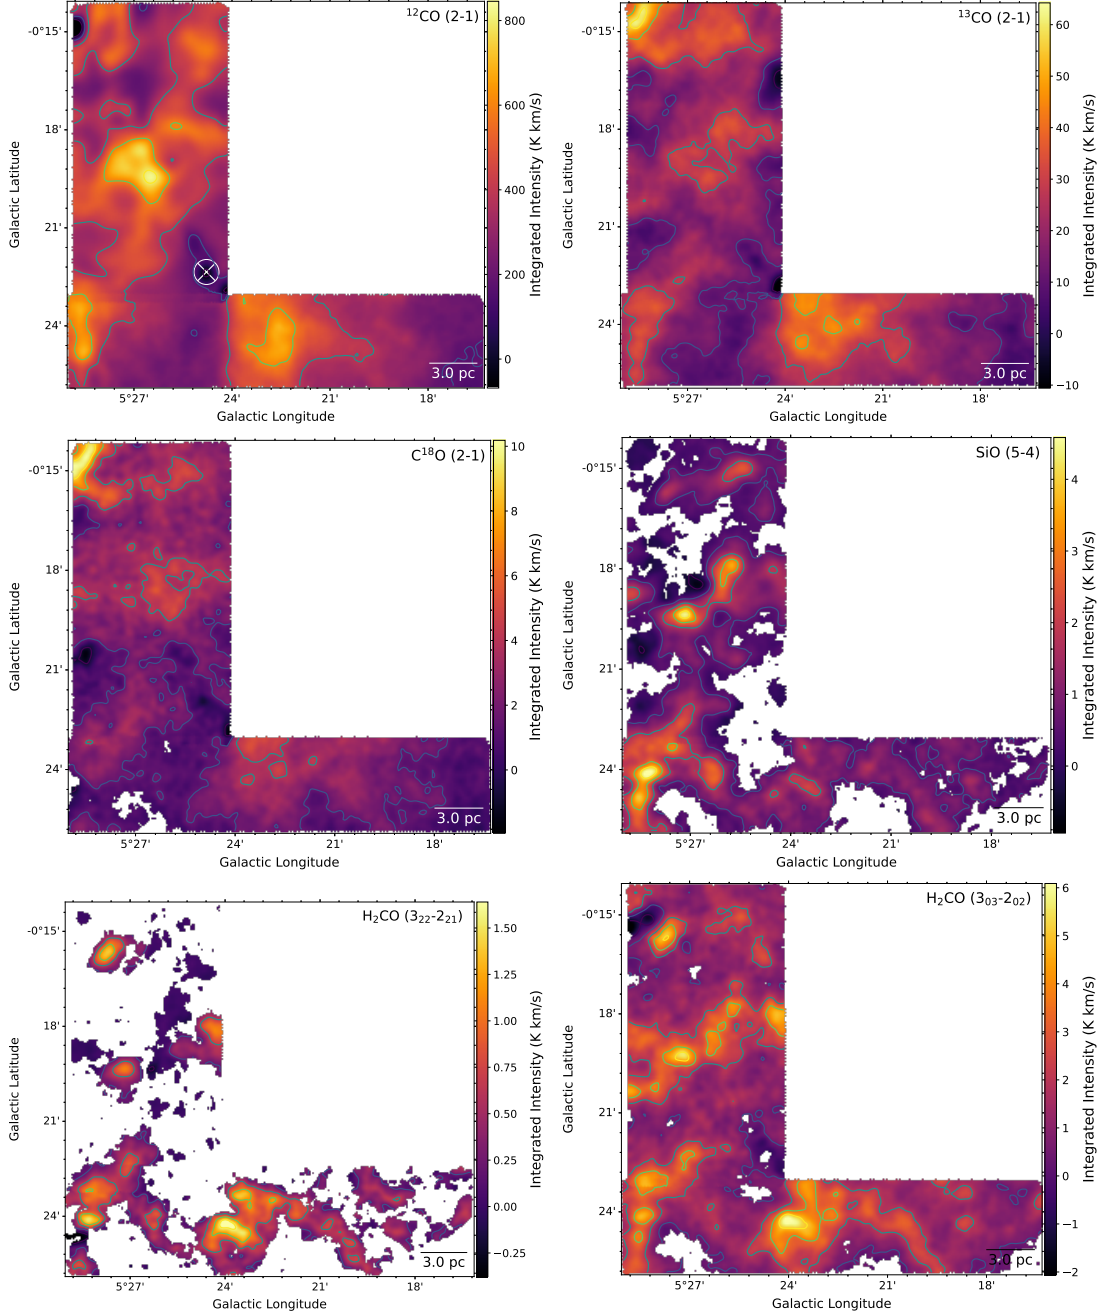 ¹²CO (2-1)
-0°15'
18'
21'
24'
Galactic Latitude
5°27'
24'
21'
18'
Galactic Longitude
3.0 pc
800
600
400
200
0
Integrated Intensity (K km/s)
¹³CO (2-1)
-0°15'
18'
21'
24'
Galactic Latitude
5°27'
24'
21'
18'
Galactic Longitude
3.0 pc
60
50
40
30
20
10
0
−10
Integrated Intensity (K km/s)
C¹⁸O (2-1)
-0°15'
18'
21'
24'
Galactic Latitude
5°27'
24'
21'
18'
Galactic Longitude
3.0 pc
10
8
6
4
2
0
Integrated Intensity (K km/s)
SiO (5-4)
-0°15'
18'
21'
24'
Galactic Latitude
5°27'
24'
21'
18'
Galactic Longitude
3.0 pc
4
3
2
1
0
Integrated Intensity (K km/s)
H₂CO (3₂₂-2₂₁)
-0°15'
18'
21'
24'
Galactic Latitude
5°27'
24'
21'
18'
Galactic Longitude
3.0 pc
1.50
1.25
1.00
0.75
0.50
0.25
0.00
−0.25
Integrated Intensity (K km/s)
H₂CO (3₀₃-2₀₂)
-0°15'
18'
21'
24'
Galactic Latitude
5°27'
24'
21'
18'
Galactic Longitude
3.0 pc
6
5
4
3
2
1
0
−1
−2
Integrated Intensity (K km/s)